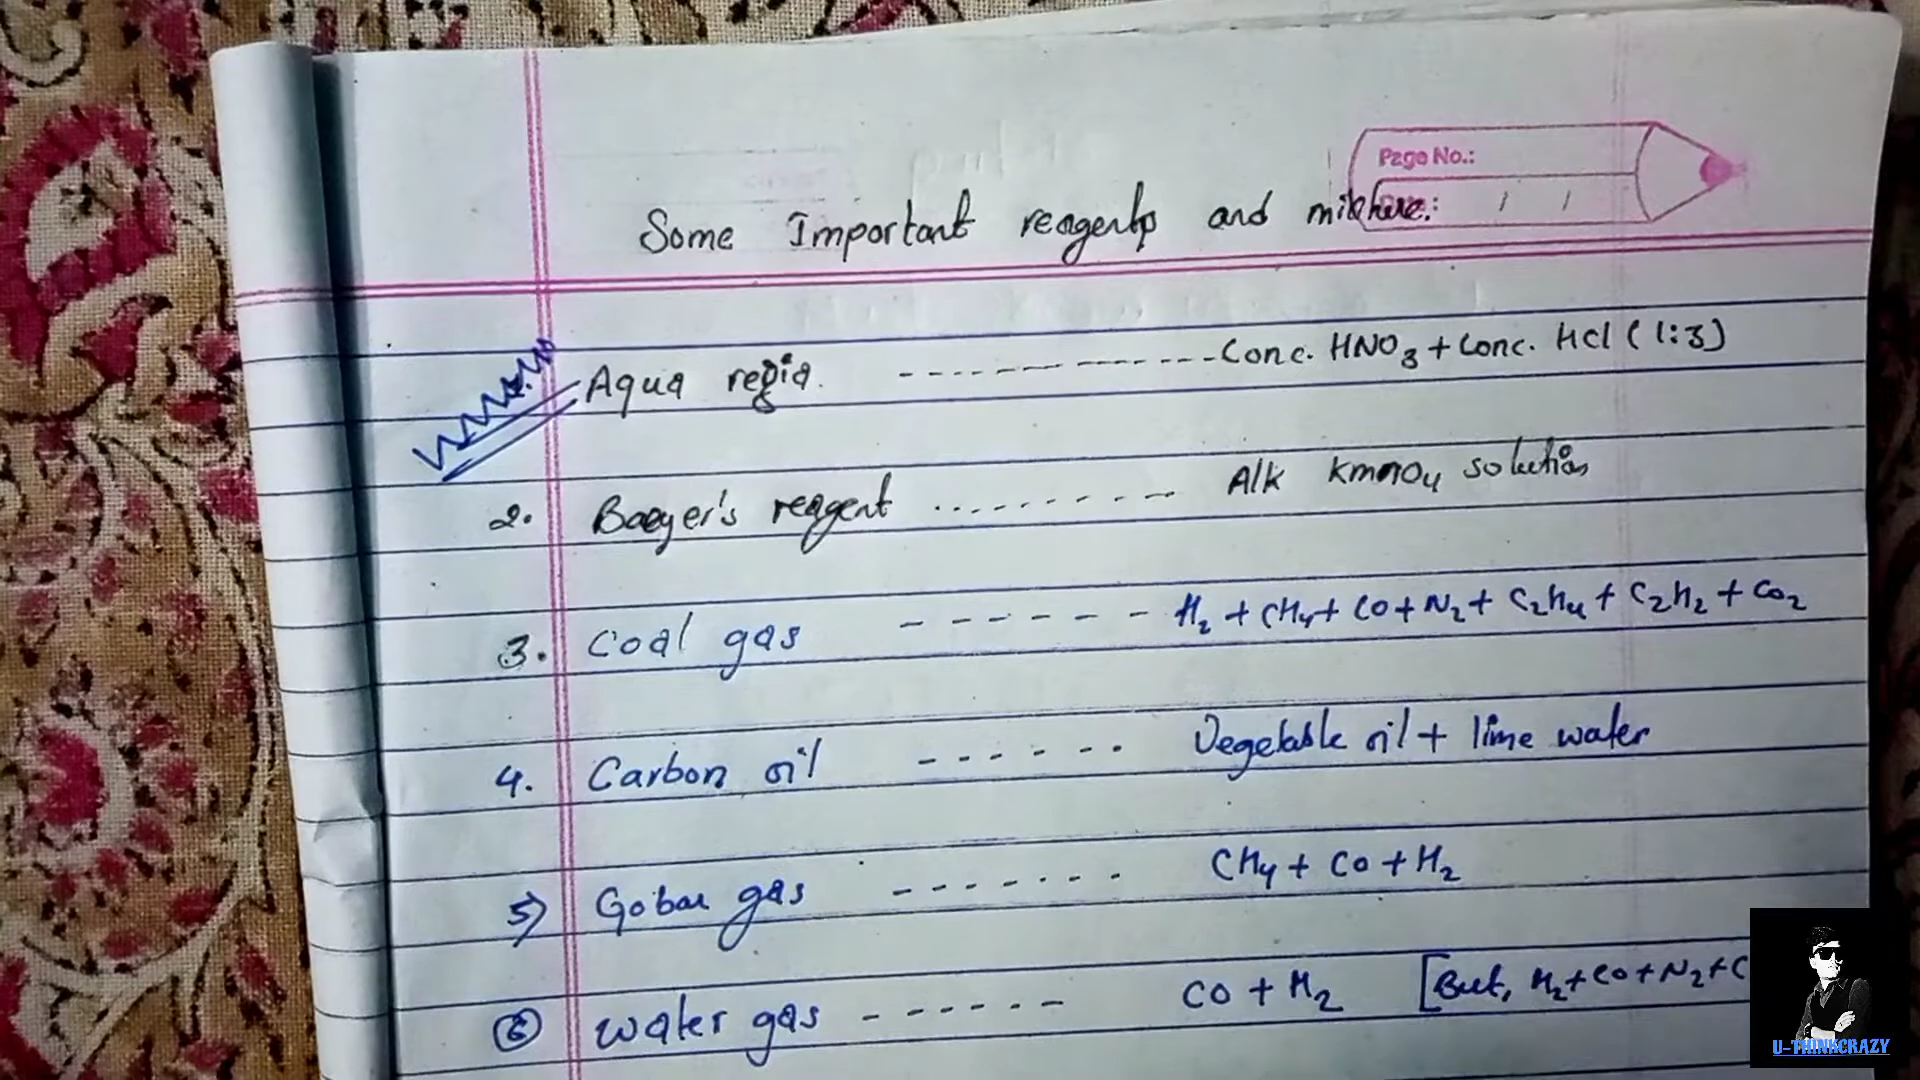 Page No.:
Some Important reagents and mixture.
Aqua regia. ----------- Conc. HNO3 + Conc. HCl (1:3)
2. Baeyer's reagent ......... Alk KmnO4 solution
3. Coal gas ------ H2 + CH4 + CO + N2 + C2H4 + C2H2 + CO2
4. Carbon oil ------ Vegetable oil + lime water
5) Gobar gas ------- CH4 + CO + H2
⑥ water gas ------ CO + H2 [But, H2 + CO + N2 + C
U-THINKCRAZY